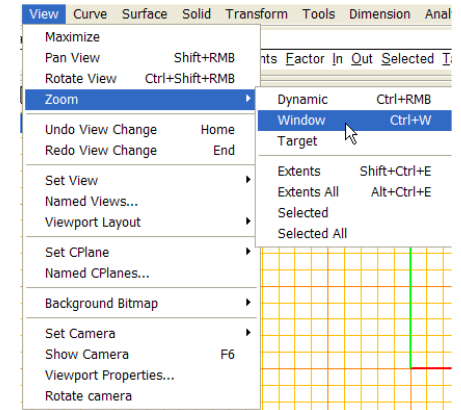 View Curve Surface Solid Transform Tools Dimension
Maximize
Pan View Shift+RMB
Rotate View Ctrl+Shift+RMB
Factor In Out Selected
Zoom
Dynamic Ctrl+RMB
Window Ctrl+W
Target
Extents Shift+Ctrl+E
Extents All Alt+Ctrl+E
Selected
Selected All
Undo View Change Home
Redo View Change End
Set View
Named Views...
Viewport Layout
Set CPlane
Named CPlanes...
Background Bitmap
Set Camera
Show Camera F6
Viewport Properties...
Rotate camera